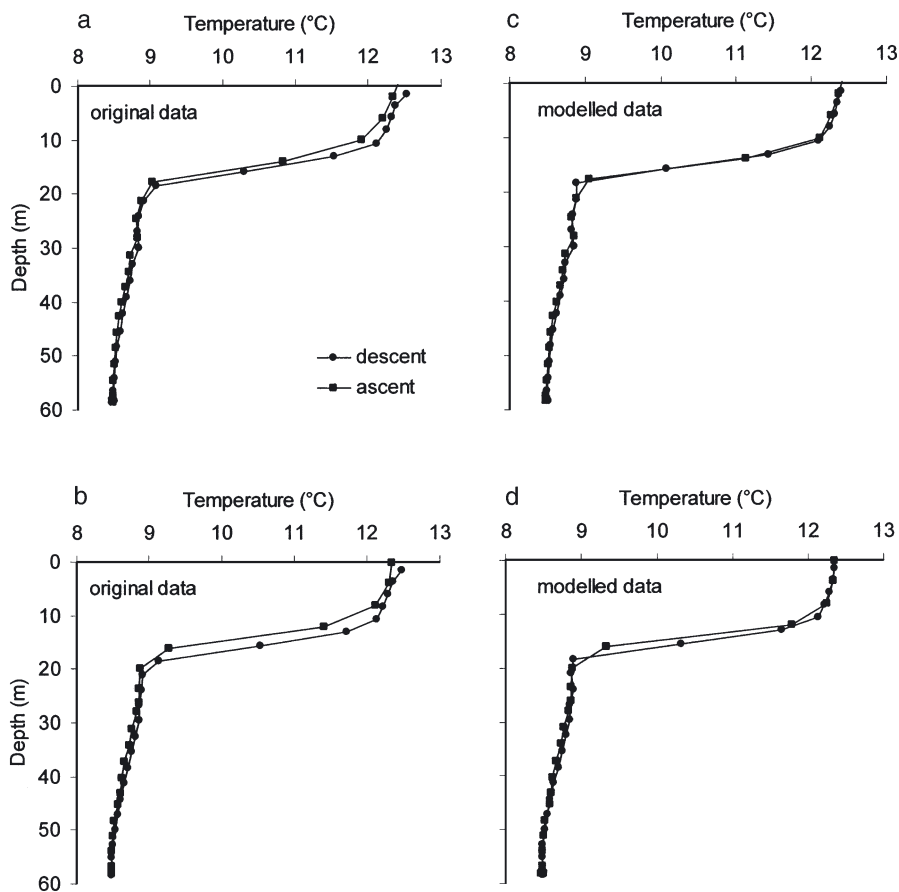 a
Temperature (°C)
8 9 10 11 12 13
0
10
20
30
40
50
60
Depth (m)
original data
descent
ascent
c
Temperature (°C)
8 9 10 11 12 13
modelled data
b
Temperature (°C)
8 9 10 11 12 13
0
10
20
30
40
50
60
Depth (m)
original data
d
Temperature (°C)
8 9 10 11 12 13
modelled data